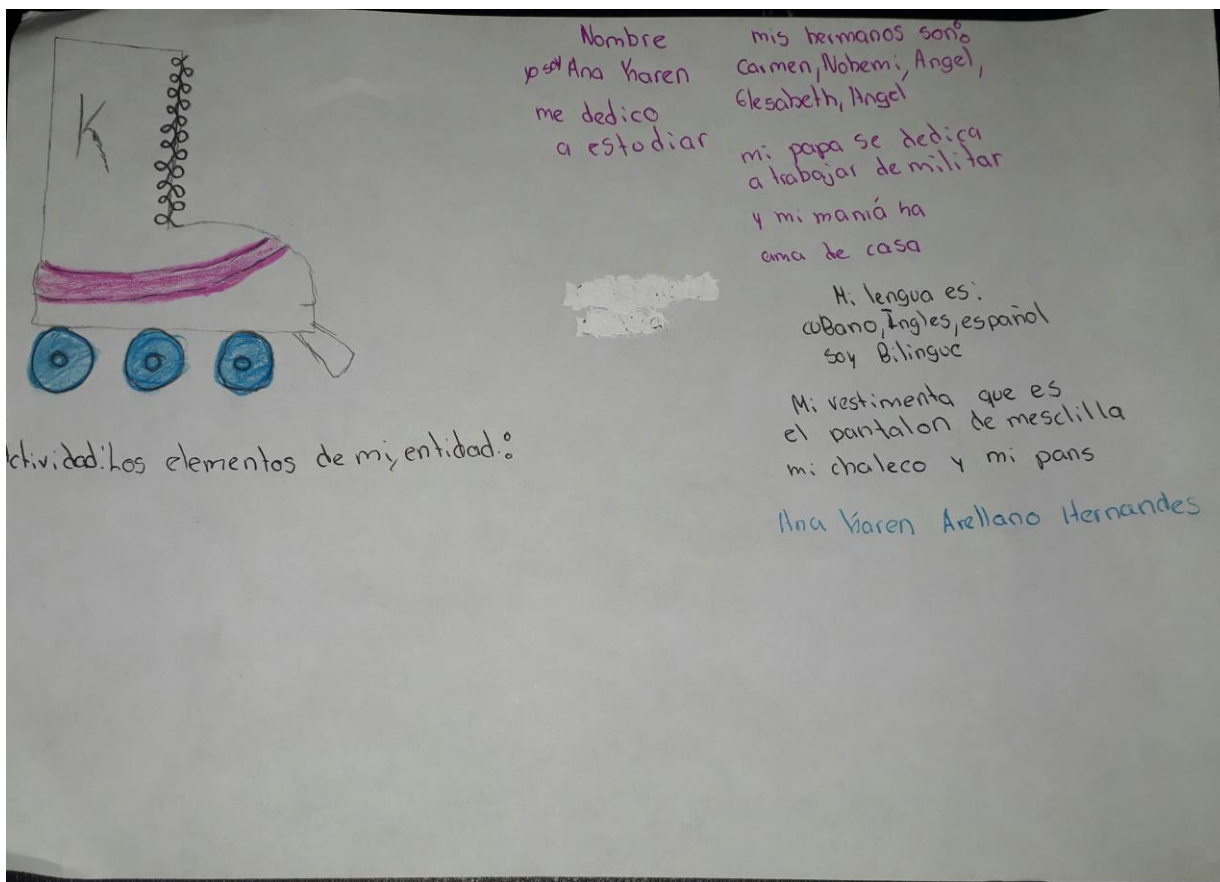 K
Nombre
yo soy Ana Karen
me dedico
a estudiar
mis hermanos son:
Carmen, Nohemi, Angel,
Elesabeth, Angel
mi papa se dedica
a trabajar de militar
y mi mamá ha
ama de casa
Mi lengua es:
cuBano, Ingles, español
soy Bilingue
Mi vestimenta que es
el pantalon de mesclilla
mi chaleco y mi pans
Ana Karen Arellano Hernandes
ctividad: Los elementos de mi, entidad: